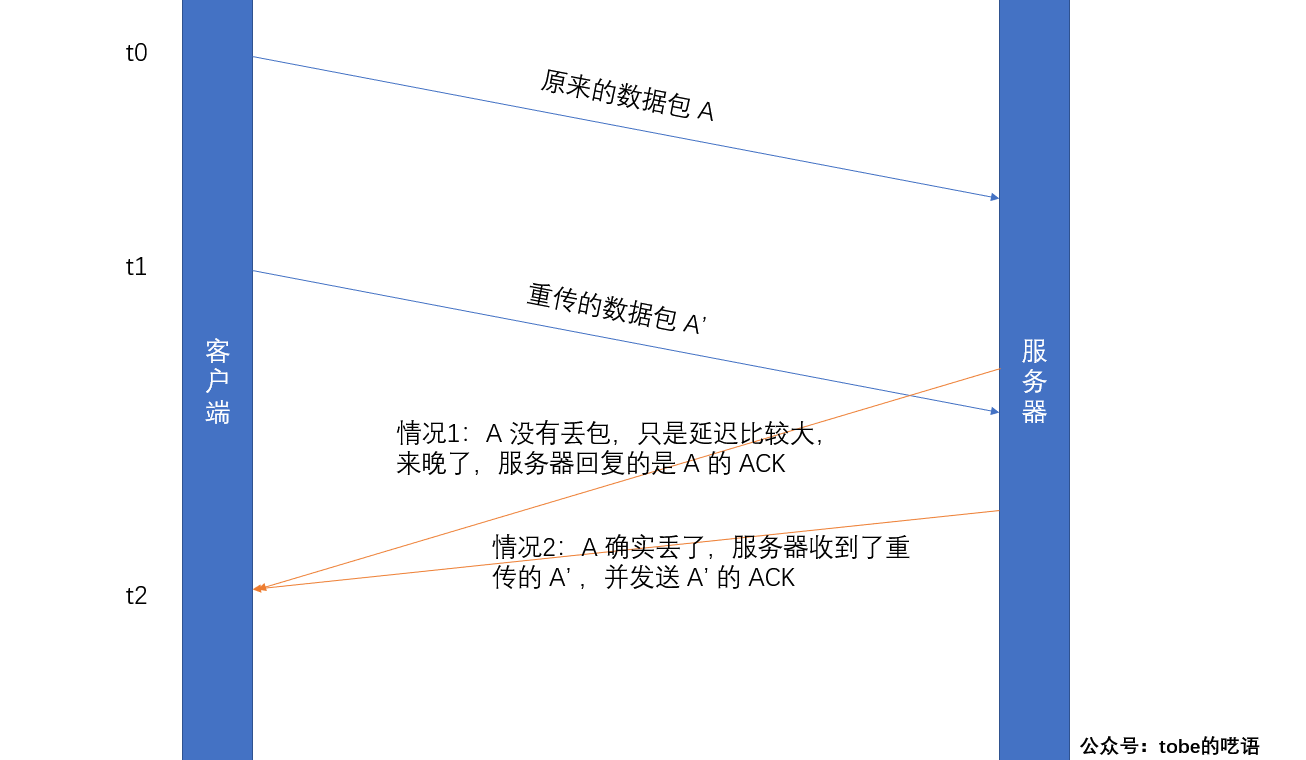 t0
原来的数据包 A
t1
重传的数据包 A’
客户端
服务器
情况1：A 没有丢包，只是延迟比较大，
来晚了，服务器回复的是 A 的 ACK
情况2：A 确实丢了，服务器收到了重
传的 A’ ，并发送 A’ 的 ACK
t2
公众号：tobe的呓语